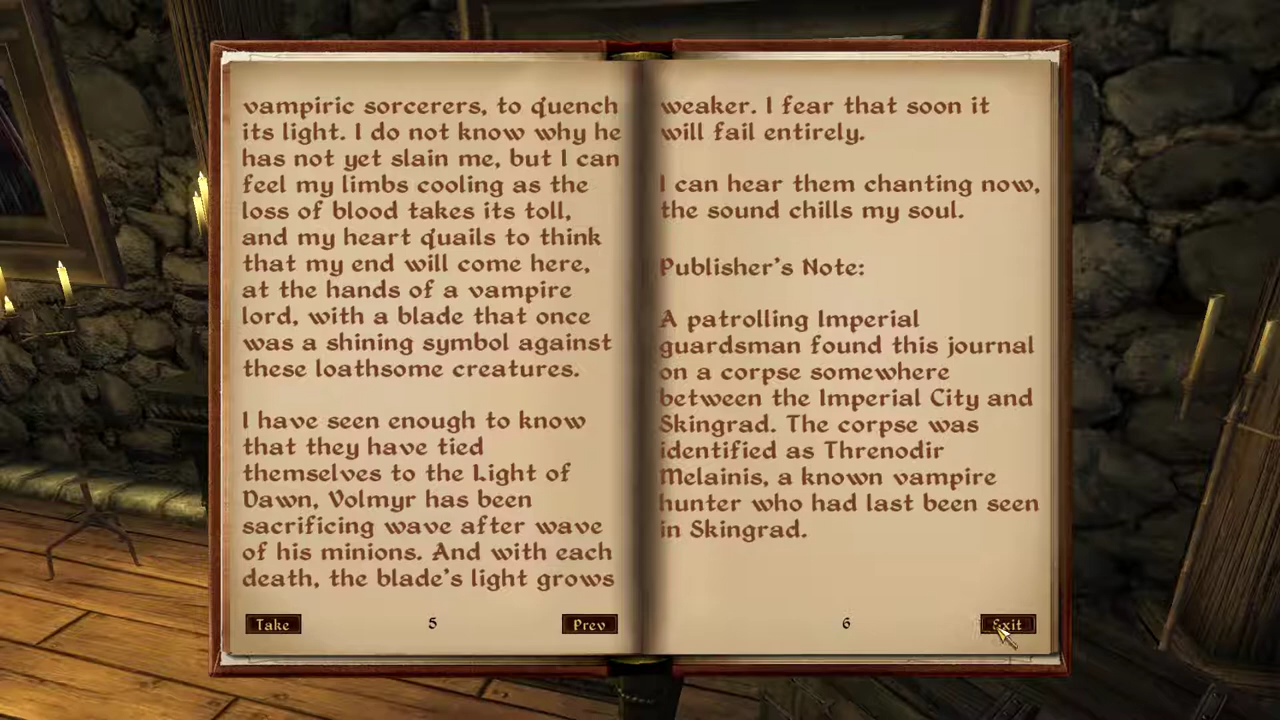 vampiric sorcerers, to quench
its light. I do not know why he
has not yet slain me, but I can
feel my limbs cooling as the
loss of blood takes its toll,
and my heart quails to think
that my end will come here,
at the hands of a vampire
lord, with a blade that once
was a shining symbol against
these loathsome creatures.
I have seen enough to know
that they have tied
themselves to the Light of
Dawn, Volmyr has been
sacrificing wave after wave
of his minions. And with each
death, the blade's light grows
Take
5
Prev
weaker. I fear that soon it
will fail entirely.
I can hear them chanting now,
the sound chills my soul.
Publisher's Note:
A patrolling Imperial
guardsman found this journal
on a corpse somewhere
between the Imperial City and
Skingrad. The corpse was
identified as Threnodir
Melainis, a known vampire
hunter who had last been seen
in Skingrad.
6
Exit